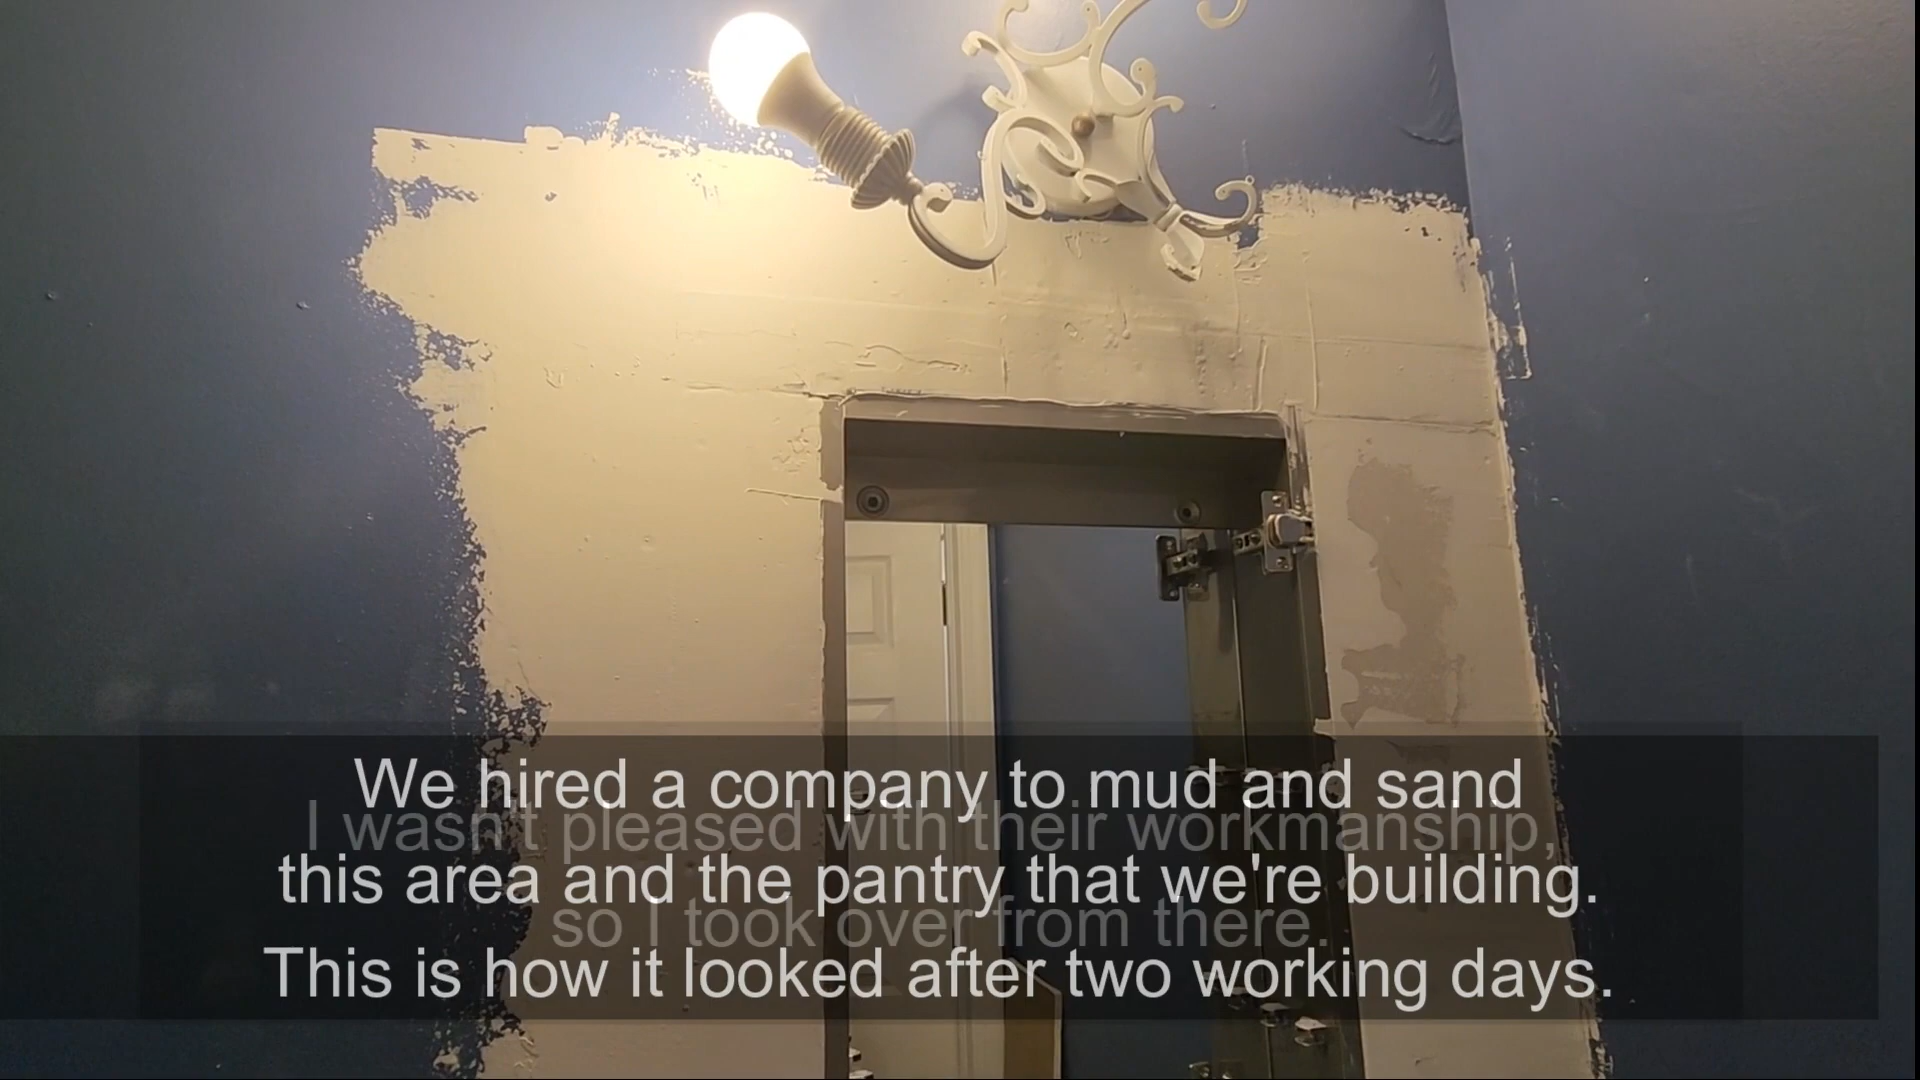 We hired a company to mud and sand
this area and the pantry that we're building.
This is how it looked after two working days.
I wasn't pleased with their workmanship,
so I took over from there.